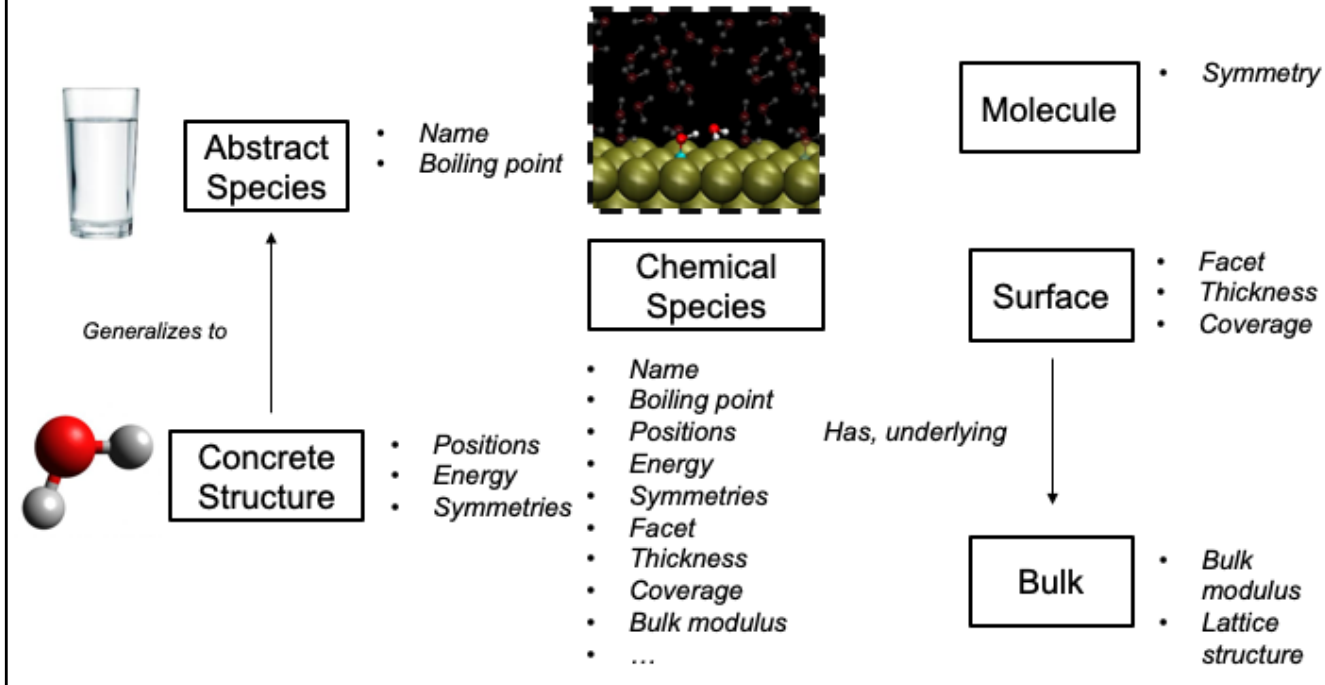 Abstract
Species
• Name
• Boiling point
Generalizes to
Concrete
Structure
• Positions
• Energy
• Symmetries
Chemical
Species
• Name
• Boiling point
• Positions
• Energy
• Symmetries
• Facet
• Thickness
• Coverage
• Bulk modulus
• …
Molecule
• Symmetry
Surface
• Facet
• Thickness
• Coverage
Has, underlying
Bulk
• Bulk
modulus
• Lattice
structure